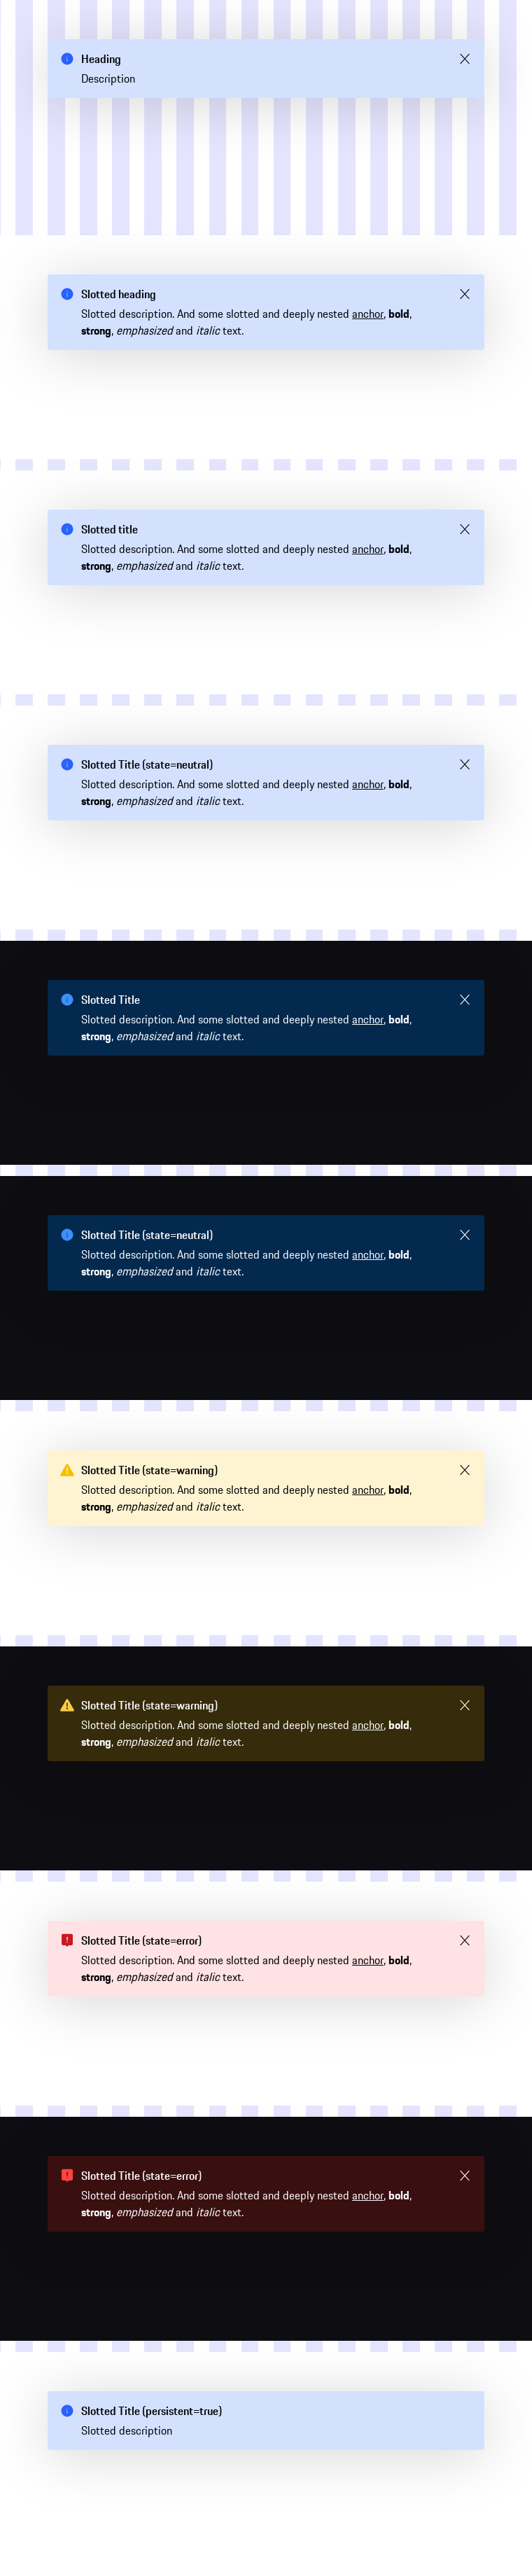 Heading
Description
Slotted heading
Slotted description. And some slotted and deeply nested anchor, bold,
strong, emphasized and italic text.
Slotted title
Slotted description. And some slotted and deeply nested anchor, bold,
strong, emphasized and italic text.
Slotted Title (state=neutral)
Slotted description. And some slotted and deeply nested anchor, bold,
strong, emphasized and italic text.
Slotted Title
Slotted description. And some slotted and deeply nested anchor, bold,
strong, emphasized and italic text.
Slotted Title (state=neutral)
Slotted description. And some slotted and deeply nested anchor, bold,
strong, emphasized and italic text.
Slotted Title (state=warning)
Slotted description. And some slotted and deeply nested anchor, bold,
strong, emphasized and italic text.
Slotted Title (state=warning)
Slotted description. And some slotted and deeply nested anchor, bold,
strong, emphasized and italic text.
Slotted Title (state=error)
Slotted description. And some slotted and deeply nested anchor, bold,
strong, emphasized and italic text.
Slotted Title (state=error)
Slotted description. And some slotted and deeply nested anchor, bold,
strong, emphasized and italic text.
Slotted Title (persistent=true)
Slotted description